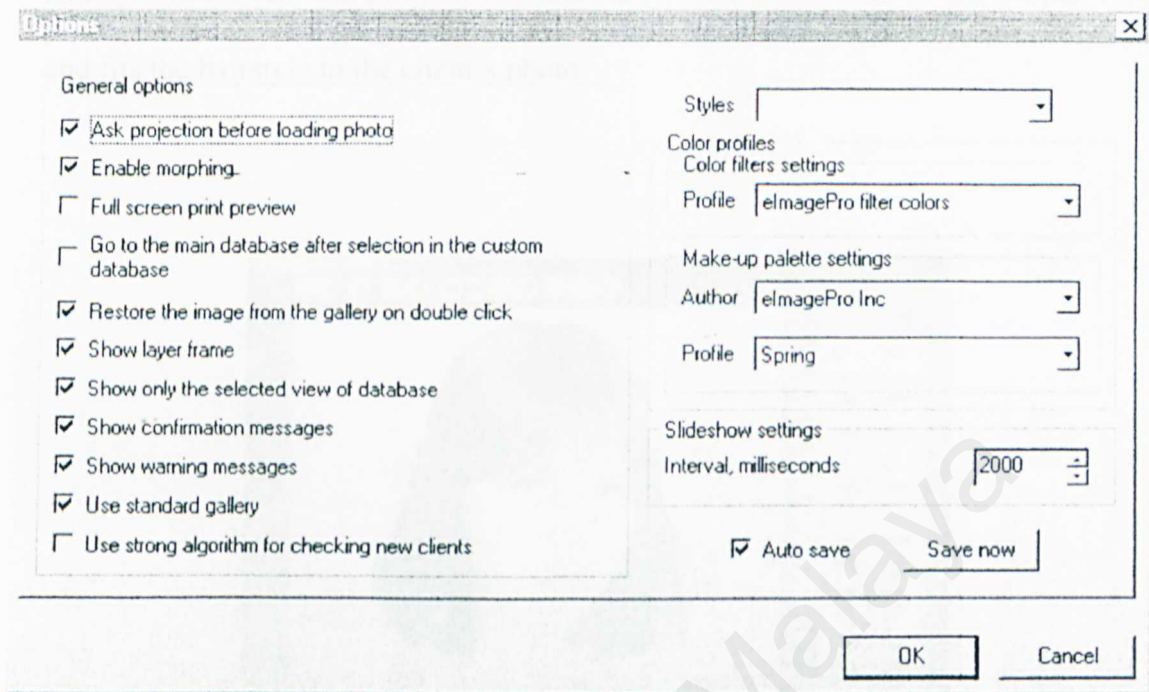 Options
General options
Ask projection before loading photo
Enable morphing
Full screen print preview
Go to the main database after selection in the custom
database
Restore the image from the gallery on double click
Show layer frame
Show only the selected view of database
Show confirmation messages
Show warning messages
Use standard gallery
Use strong algorithm for checking new clients
Styles
Color profiles
Color filters settings
Profile eImagePro filter colors
Make-up palette settings
Author eImagePro Inc
Profile Spring
Slideshow settings
Interval, milliseconds 2000
Auto save Save now
OK Cancel
Malaya